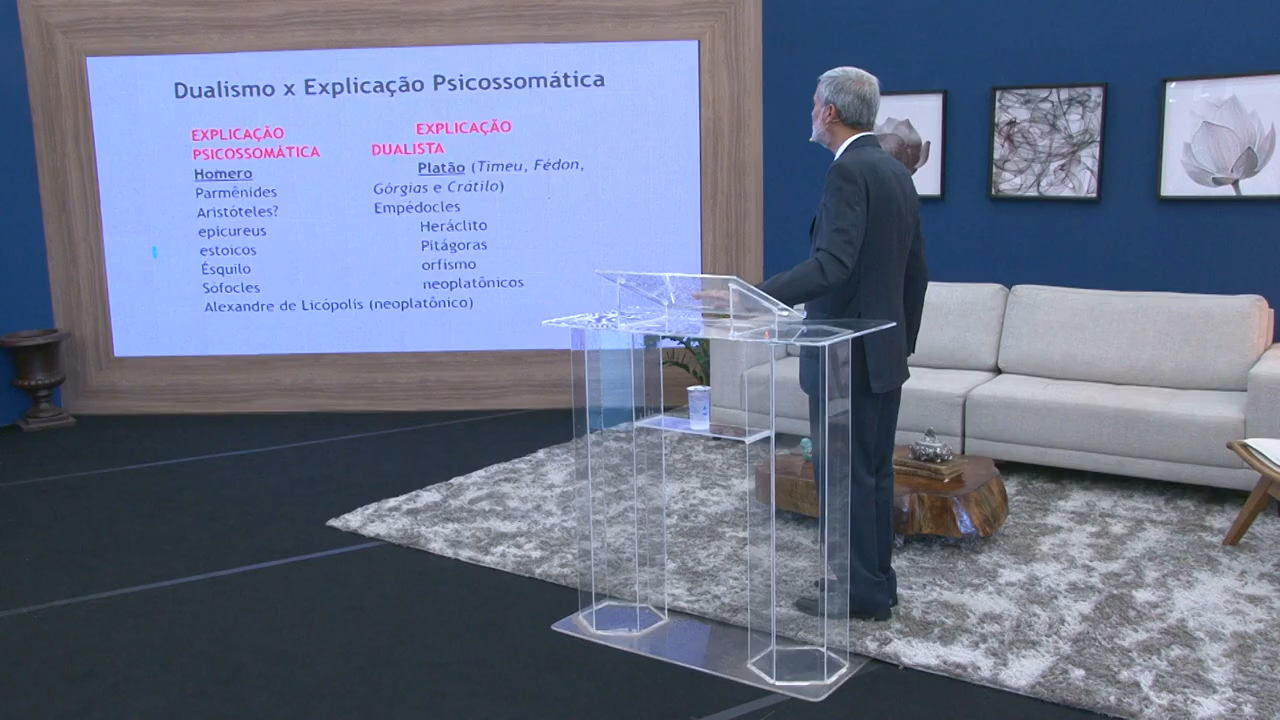 Dualismo x Explicação Psicossomática
EXPLICAÇÃO EXPLICAÇÃO
PSICOSSOMÁTICA DUALISTA
Homero Platão (Timeu, Fédon,
Parmênides Górgias e Crátilo)
Aristóteles? Empédocles
epicureus Heráclito
estoicos Pitágoras
Ésquilo orfismo
Sófocles neoplatônicos
Alexandre de Licópolis (neoplatônico)